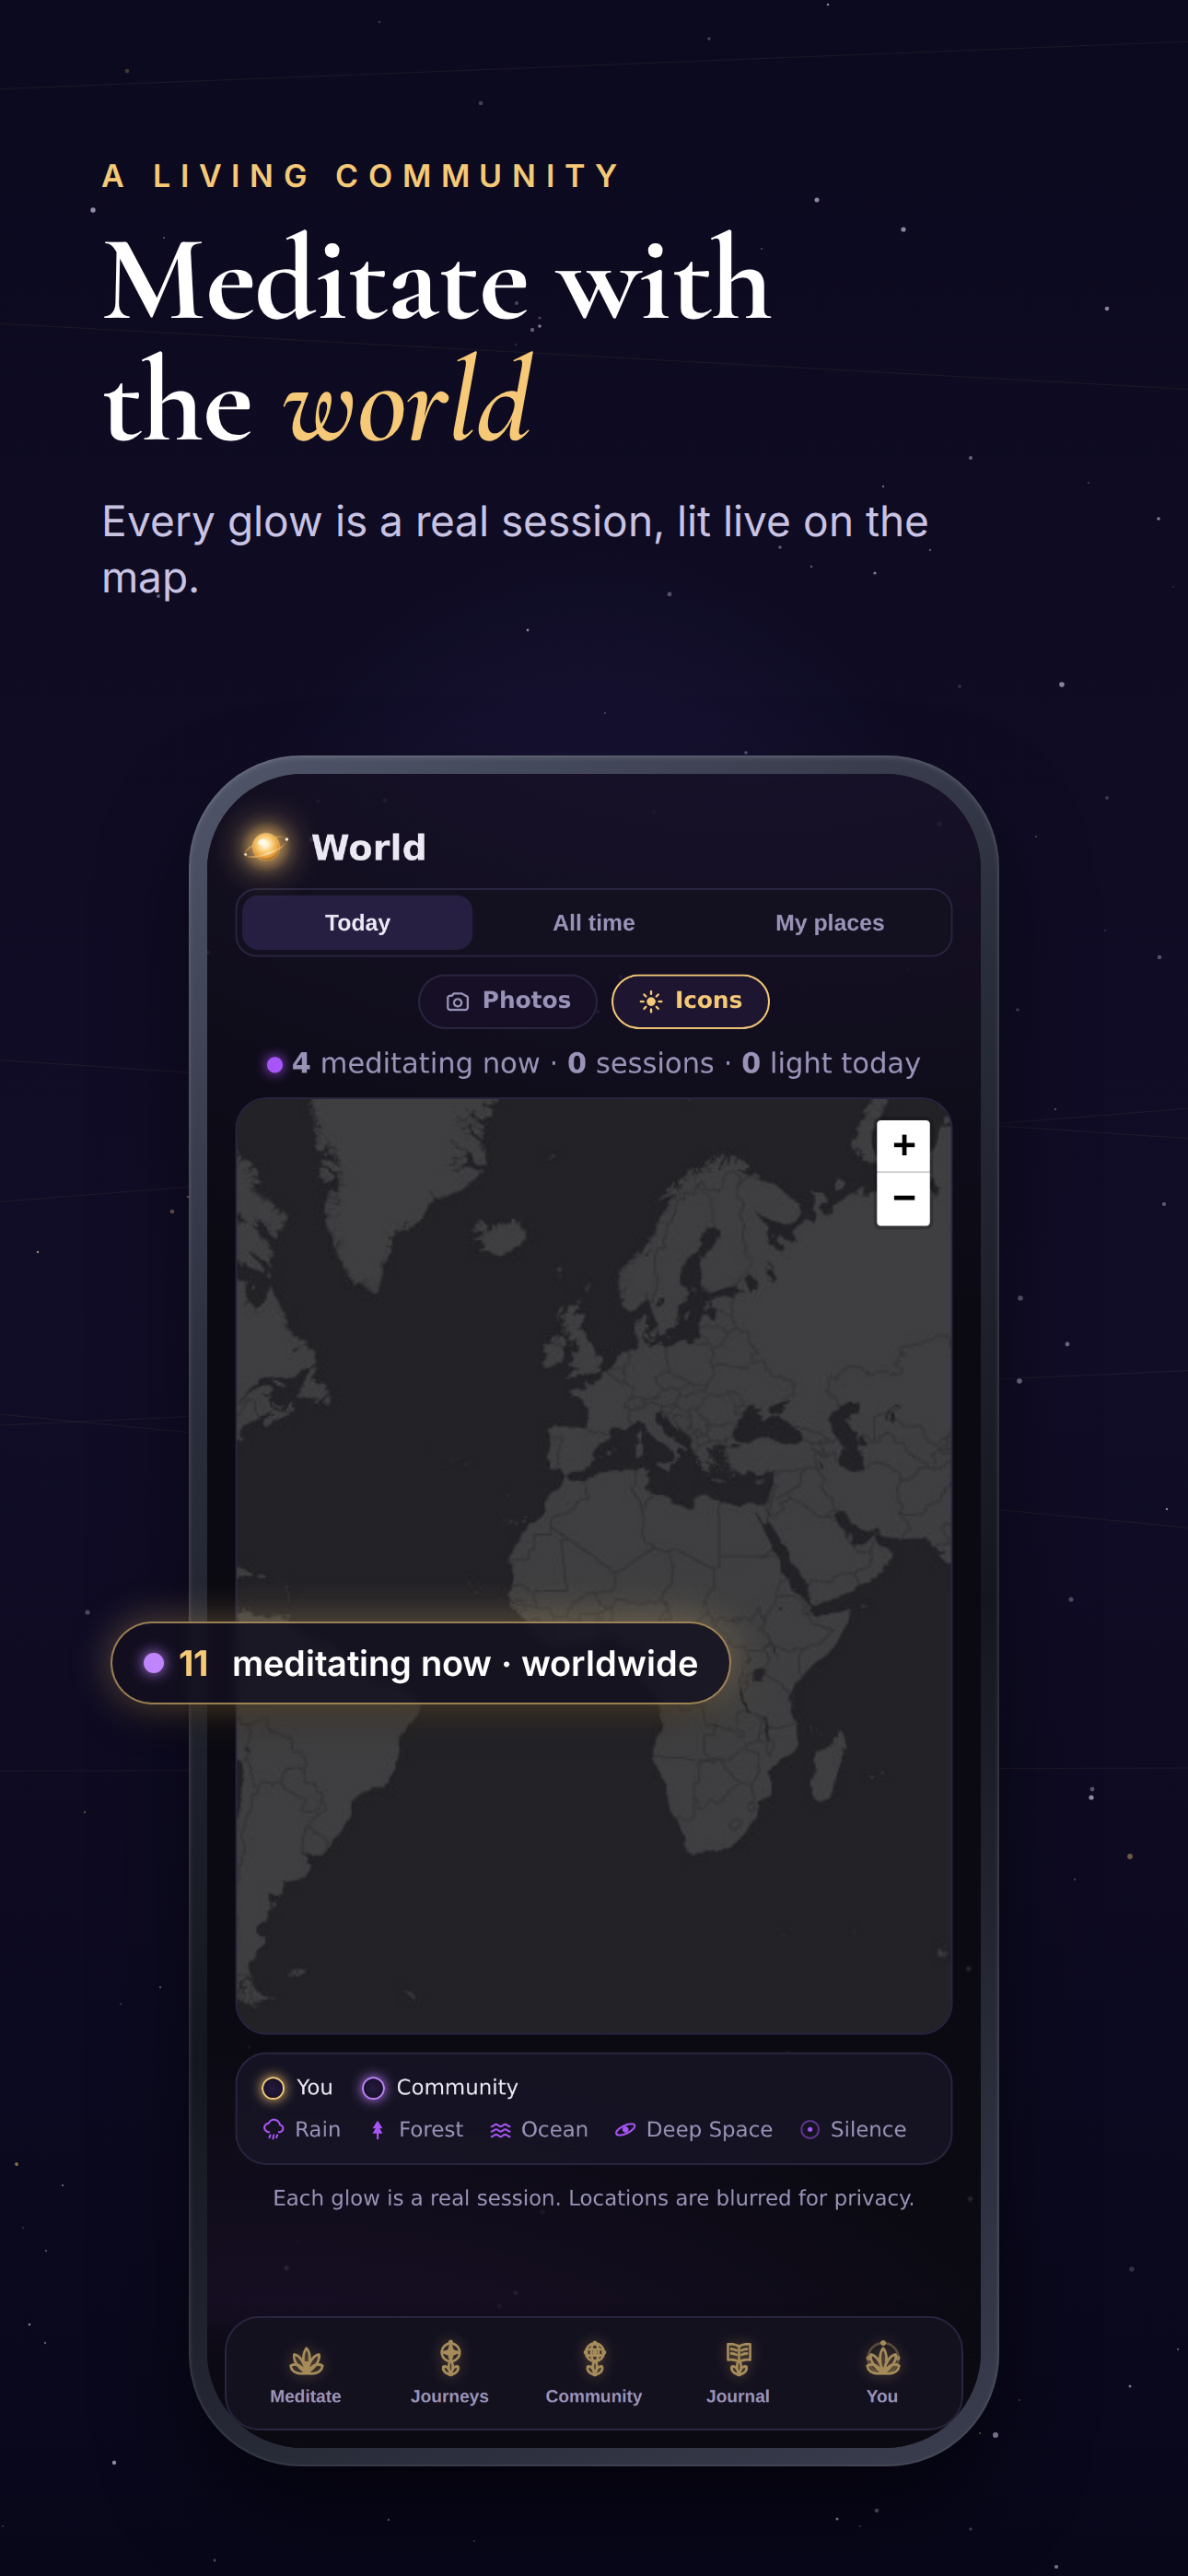 A LIVING COMMUNITY
Meditate with
the world
Every glow is a real session, lit live on the
map.
World
Today All time My places
Photos Icons
4 meditating now · 0 sessions · 0 light today
+
−
11 meditating now · worldwide
You Community
Rain Forest Ocean Deep Space Silence
Each glow is a real session. Locations are blurred for privacy.
Meditate Journeys Community Journal You